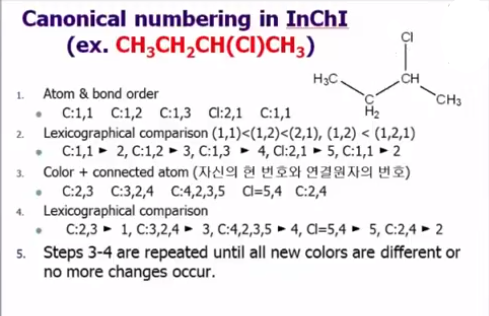 Canonical numbering in InChI
(ex. CH₃CH₂CH(Cl)CH₃)
Cl
H₃C
CH
C
H₂
CH₃
1. Atom & bond order
• C:1,1 C:1,2 C:1,3 Cl:2,1 C:1,1
2. Lexicographical comparison (1,1)<(1,2)<(2,1), (1,2) < (1,2,1)
• C:1,1 ► 2, C:1,2 ► 3, C:1,3 ► 4, Cl:2,1 ► 5, C:1,1 ► 2
3. Color + connected atom (자신의 현 번호와 연결원자의 번호)
• C:2,3 C:3,2,4 C:4,2,3,5 Cl=5,4 C:2,4
4. Lexicographical comparison
• C:2,3 ► 1, C:3,2,4 ► 3, C:4,2,3,5 ► 4, Cl=5,4 ► 5, C:2,4 ► 2
5. Steps 3-4 are repeated until all new colors are different or
no more changes occur.